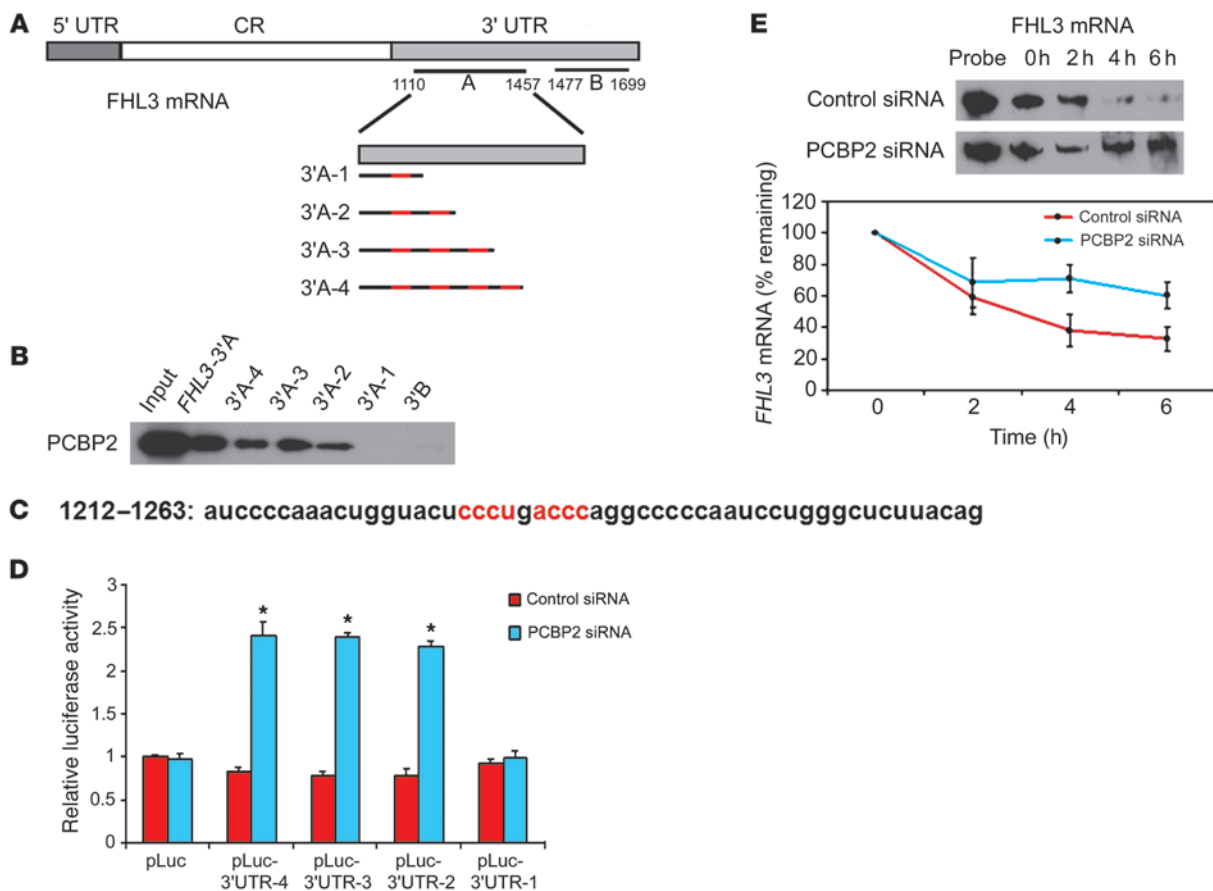 A
5' UTR CR 3' UTR
1110 A 1457 1477 B 1699
FHL3 mRNA
3'A-1
3'A-2
3'A-3
3'A-4
B
Input FHL3-3'A 3'A-4 3'A-3 3'A-2 3'A-1 3'B
PCBP2
C 1212–1263: auccccaaacugguacucccugacccaggcccccaauccugggcucuuacag
D
Relative luciferase activity
3
2.5
2
1.5
1
0.5
0
* * *
Control siRNA
PCBP2 siRNA
pLuc pLuc-3'UTR-4 pLuc-3'UTR-3 pLuc-3'UTR-2 pLuc-3'UTR-1
E
FHL3 mRNA
Probe 0 h 2 h 4 h 6 h
Control siRNA
PCBP2 siRNA
FHL3 mRNA (% remaining)
120
100
80
60
40
20
0
Control siRNA
PCBP2 siRNA
0 2 4 6
Time (h)